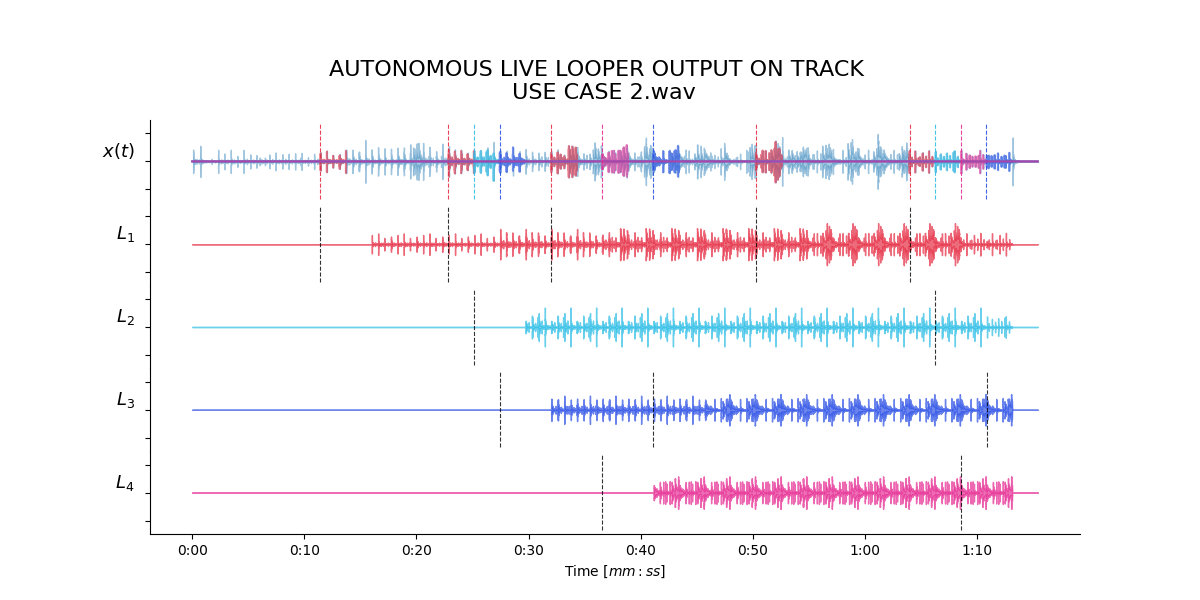 AUTONOMOUS LIVE LOOPER OUTPUT ON TRACK
USE CASE 2.wav
x(t)
L₁
L₂
L₃
L₄
0:00 0:10 0:20 0:30 0:40 0:50 1:00 1:10
Time [mm : ss]